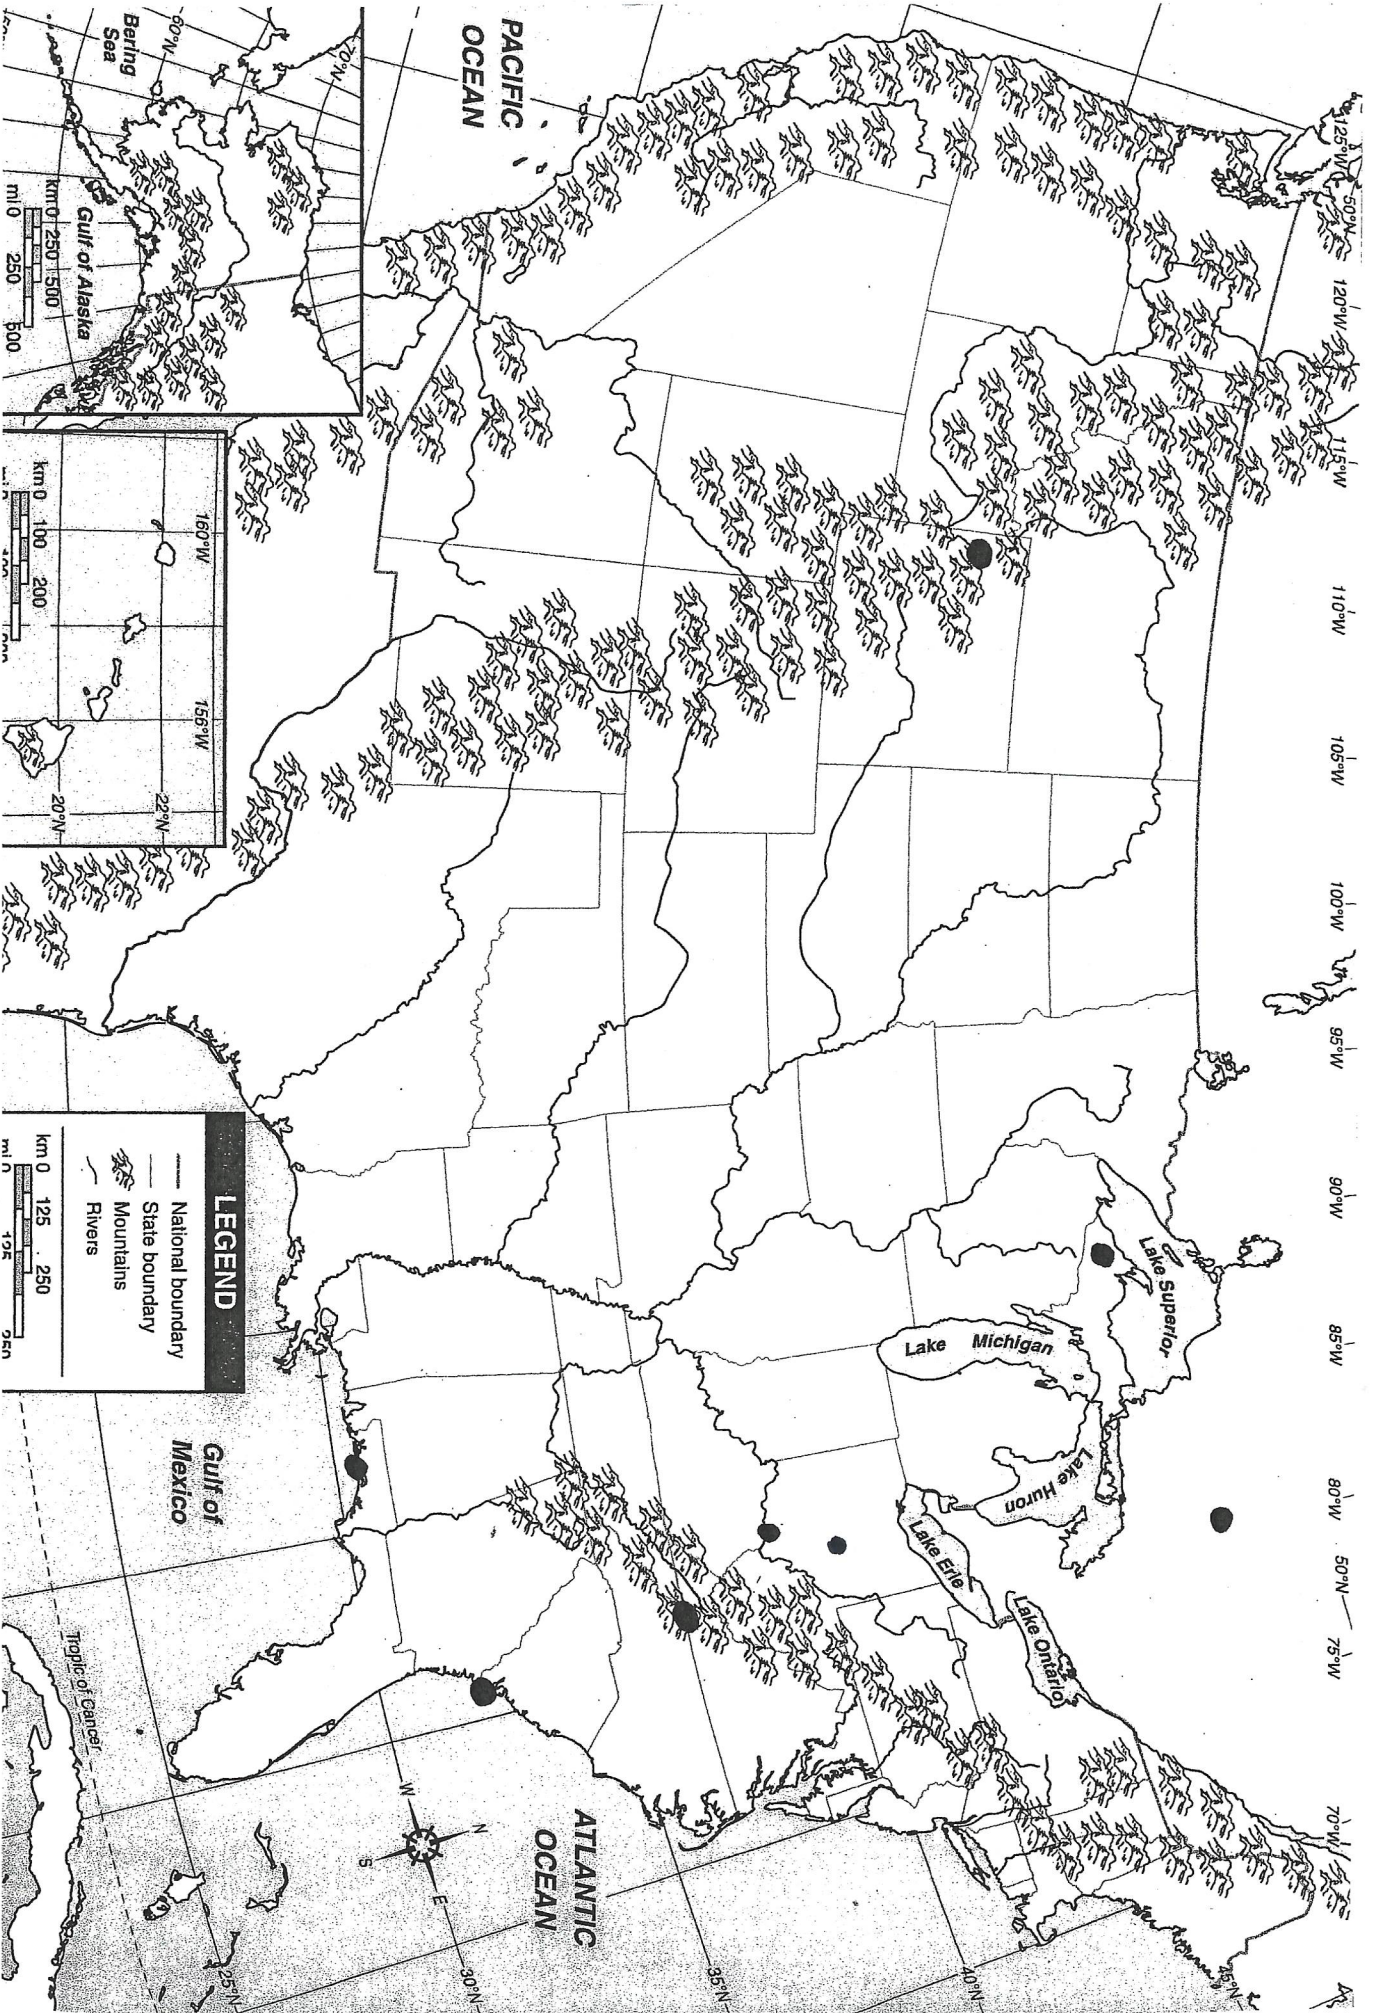 125°W
50°N
120°W
115°W
110°W
105°W
100°W
95°W
90°W
85°W
80°W
50°N
75°W
70°W
45°N
40°N
35°N
30°N
25°N
PACIFIC
OCEAN
Lake Superior
Lake Michigan
Lake Huron
Lake Erie
Lake Ontario
ATLANTIC
OCEAN
N
E
S
W
Gulf of
Mexico
Tropic of Cancer
70°N
60°N
Bering
Sea
Gulf of Alaska
km 0 250 500
mi 0 250 500
160°W
156°W
22°N
20°N
km 0 100 200
LEGEND
National boundary
State boundary
Mountains
Rivers
km 0 125 250